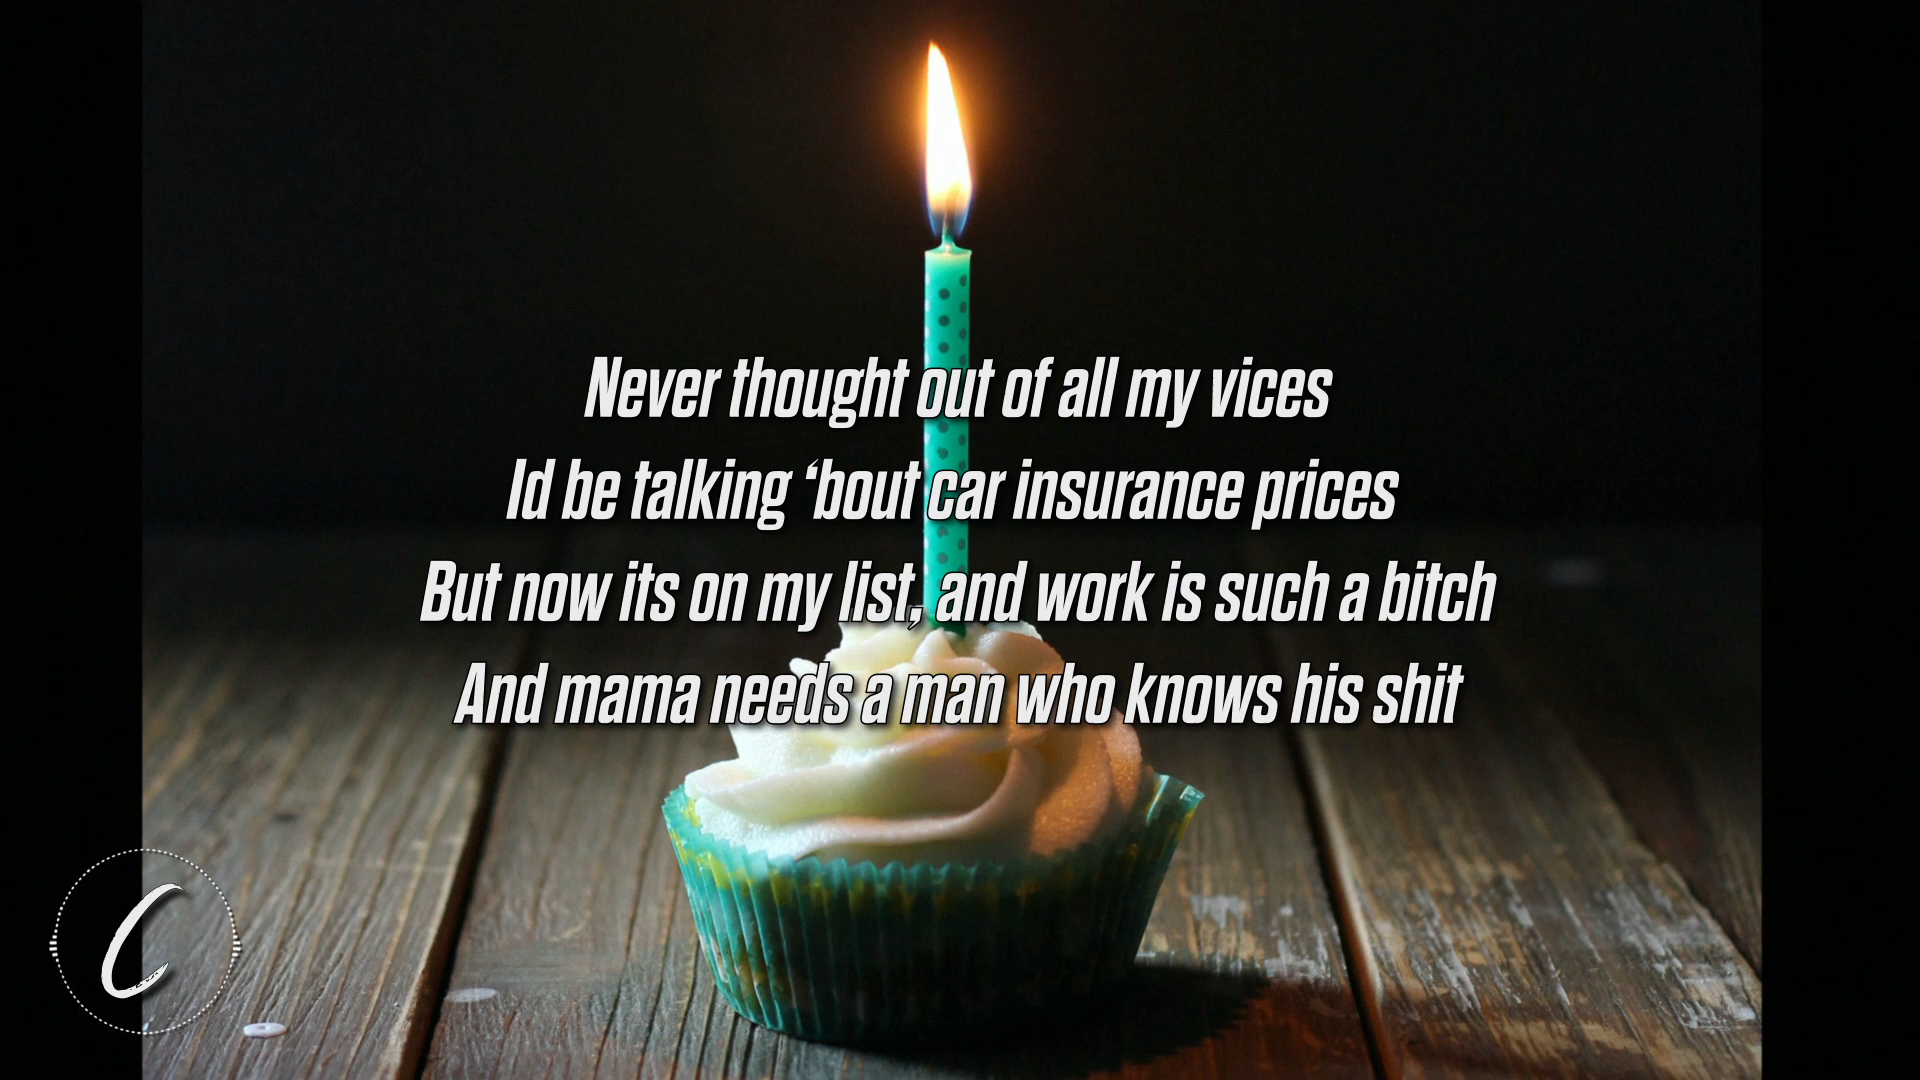 Never thought out of all my vices
Id be talking ‘bout car insurance prices
But now its on my list, and work is such a bitch
And mama needs a man who knows his shit
C